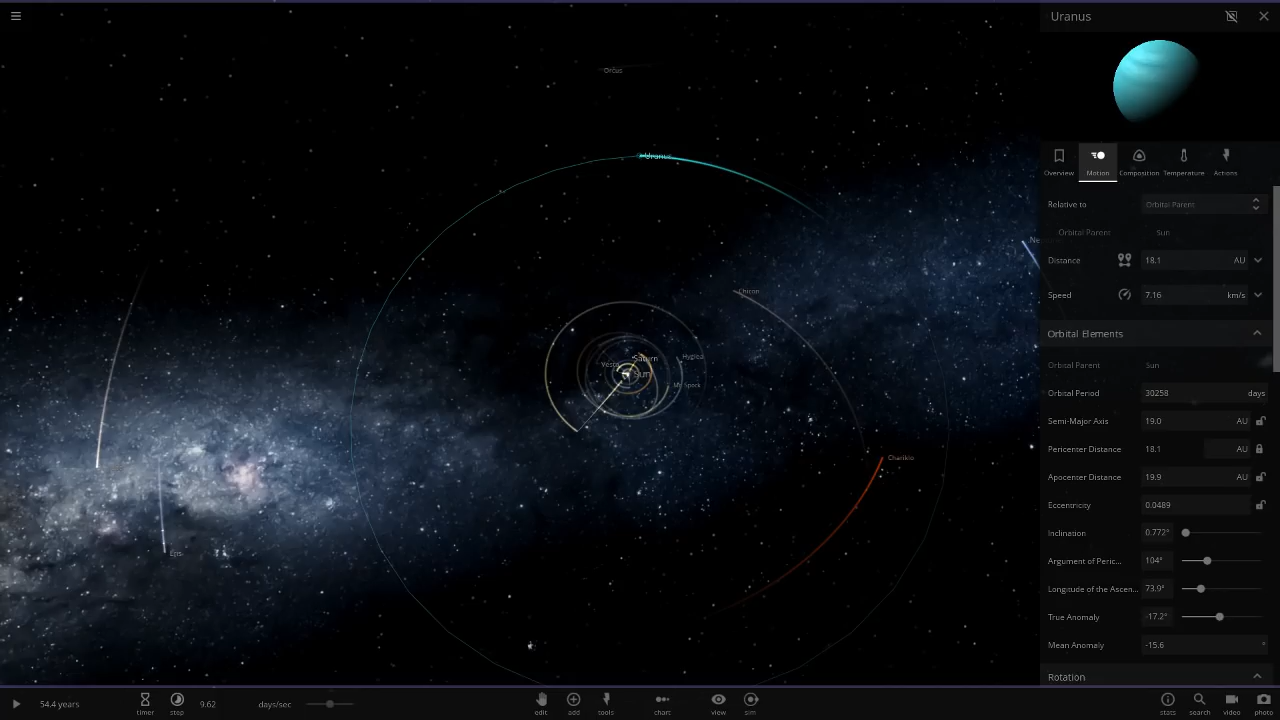 Uranus
Orcus
Uranus
Overview Motion Composition Temperature Actions
Relative to Orbital Parent
Orbital Parent Sun
Distance 18.1 AU
Speed 7.16 km/s
Orbital Elements
Orbital Parent Sun
Orbital Period 30258 days
Semi-Major Axis 19.0 AU
Pericenter Distance 18.1 AU
Apocenter Distance 19.9 AU
Eccentricity 0.0489
Inclination 0.772°
Argument of Peric... 104°
Longitude of the Ascen... 73.9°
True Anomaly -17.2°
Mean Anomaly -15.6 °
Rotation
Ne
Chiron
Vesta Saturn Hygiea
Sun
Mr. Spock
Chariklo
Eris
54.4 years
timer step 9.62 days/sec
edit add tools chart view sim
stats search video photo